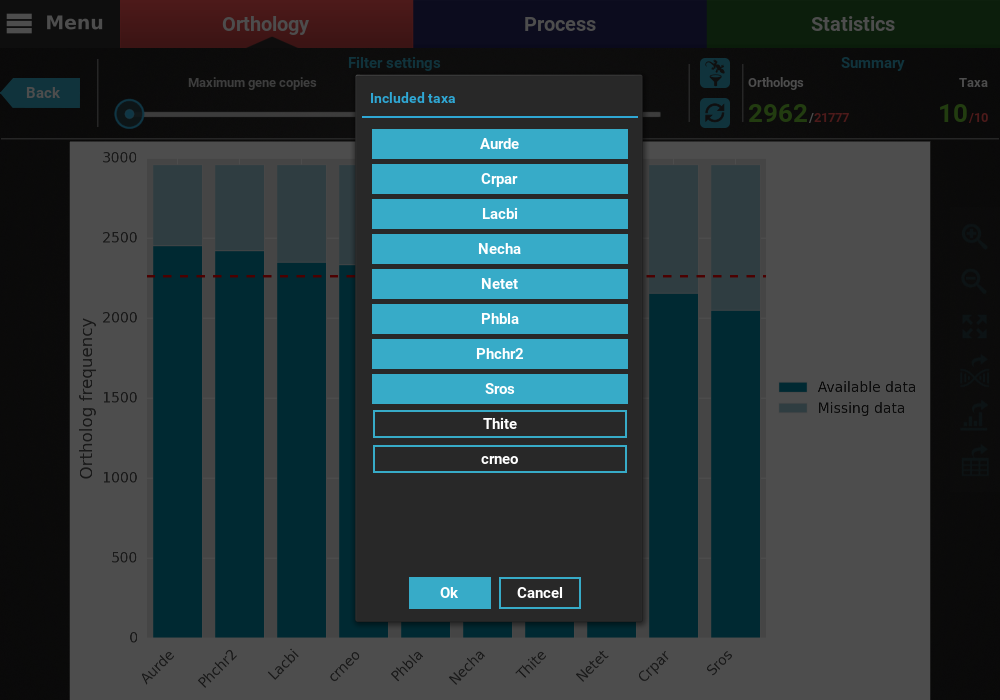 Menu
Orthology
Process
Statistics
Filter settings
Summary
Back
Maximum gene copies
Orthologs
Taxa
2962/21777
10/10
Included taxa
Aurde
Crpar
Lacbi
Necha
Netet
Phbla
Phchr2
Sros
Thite
crneo
Ok
Cancel
Ortholog frequency
3000
2500
2000
1500
1000
500
0
Available data
Missing data
Aurde
Phchr2
Lacbi
crneo
Phbla
Necha
Thite
Netet
Crpar
Sros